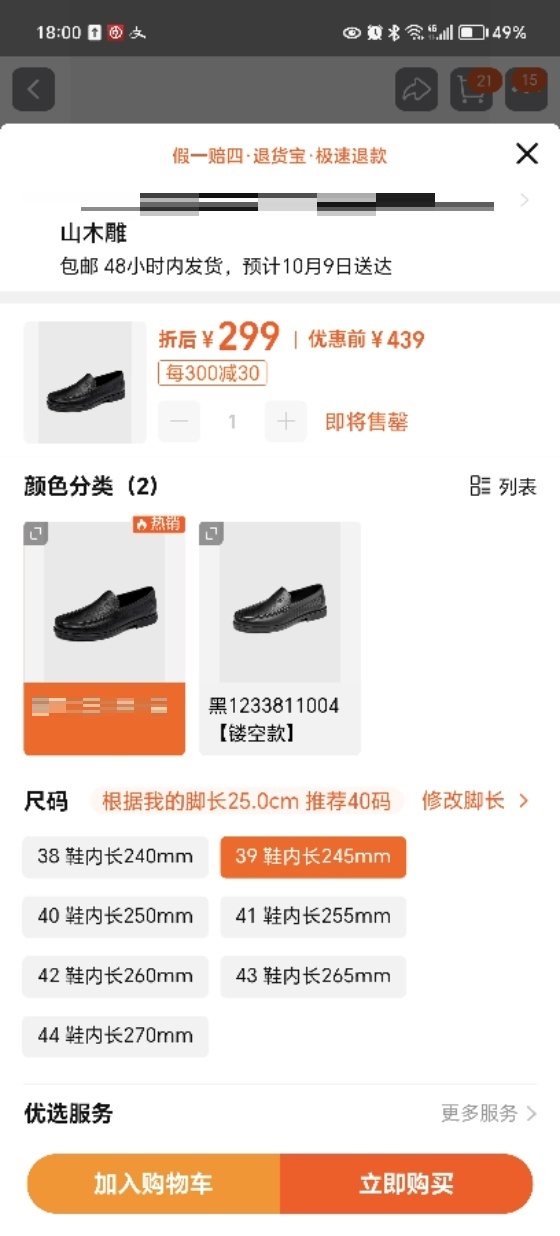 18:00
49%
21
15
假一赔四·退货宝·极速退款
山木雕
包邮 48小时内发货，预计10月9日送达
折后¥299 | 优惠前¥439
每300减30
1
即将售罄
颜色分类（2）
列表
热销
黑1233811004
【镂空款】
尺码 根据我的脚长25.0cm 推荐40码 修改脚长
38 鞋内长240mm
39 鞋内长245mm
40 鞋内长250mm
41 鞋内长255mm
42 鞋内长260mm
43 鞋内长265mm
44 鞋内长270mm
优选服务
更多服务
加入购物车
立即购买